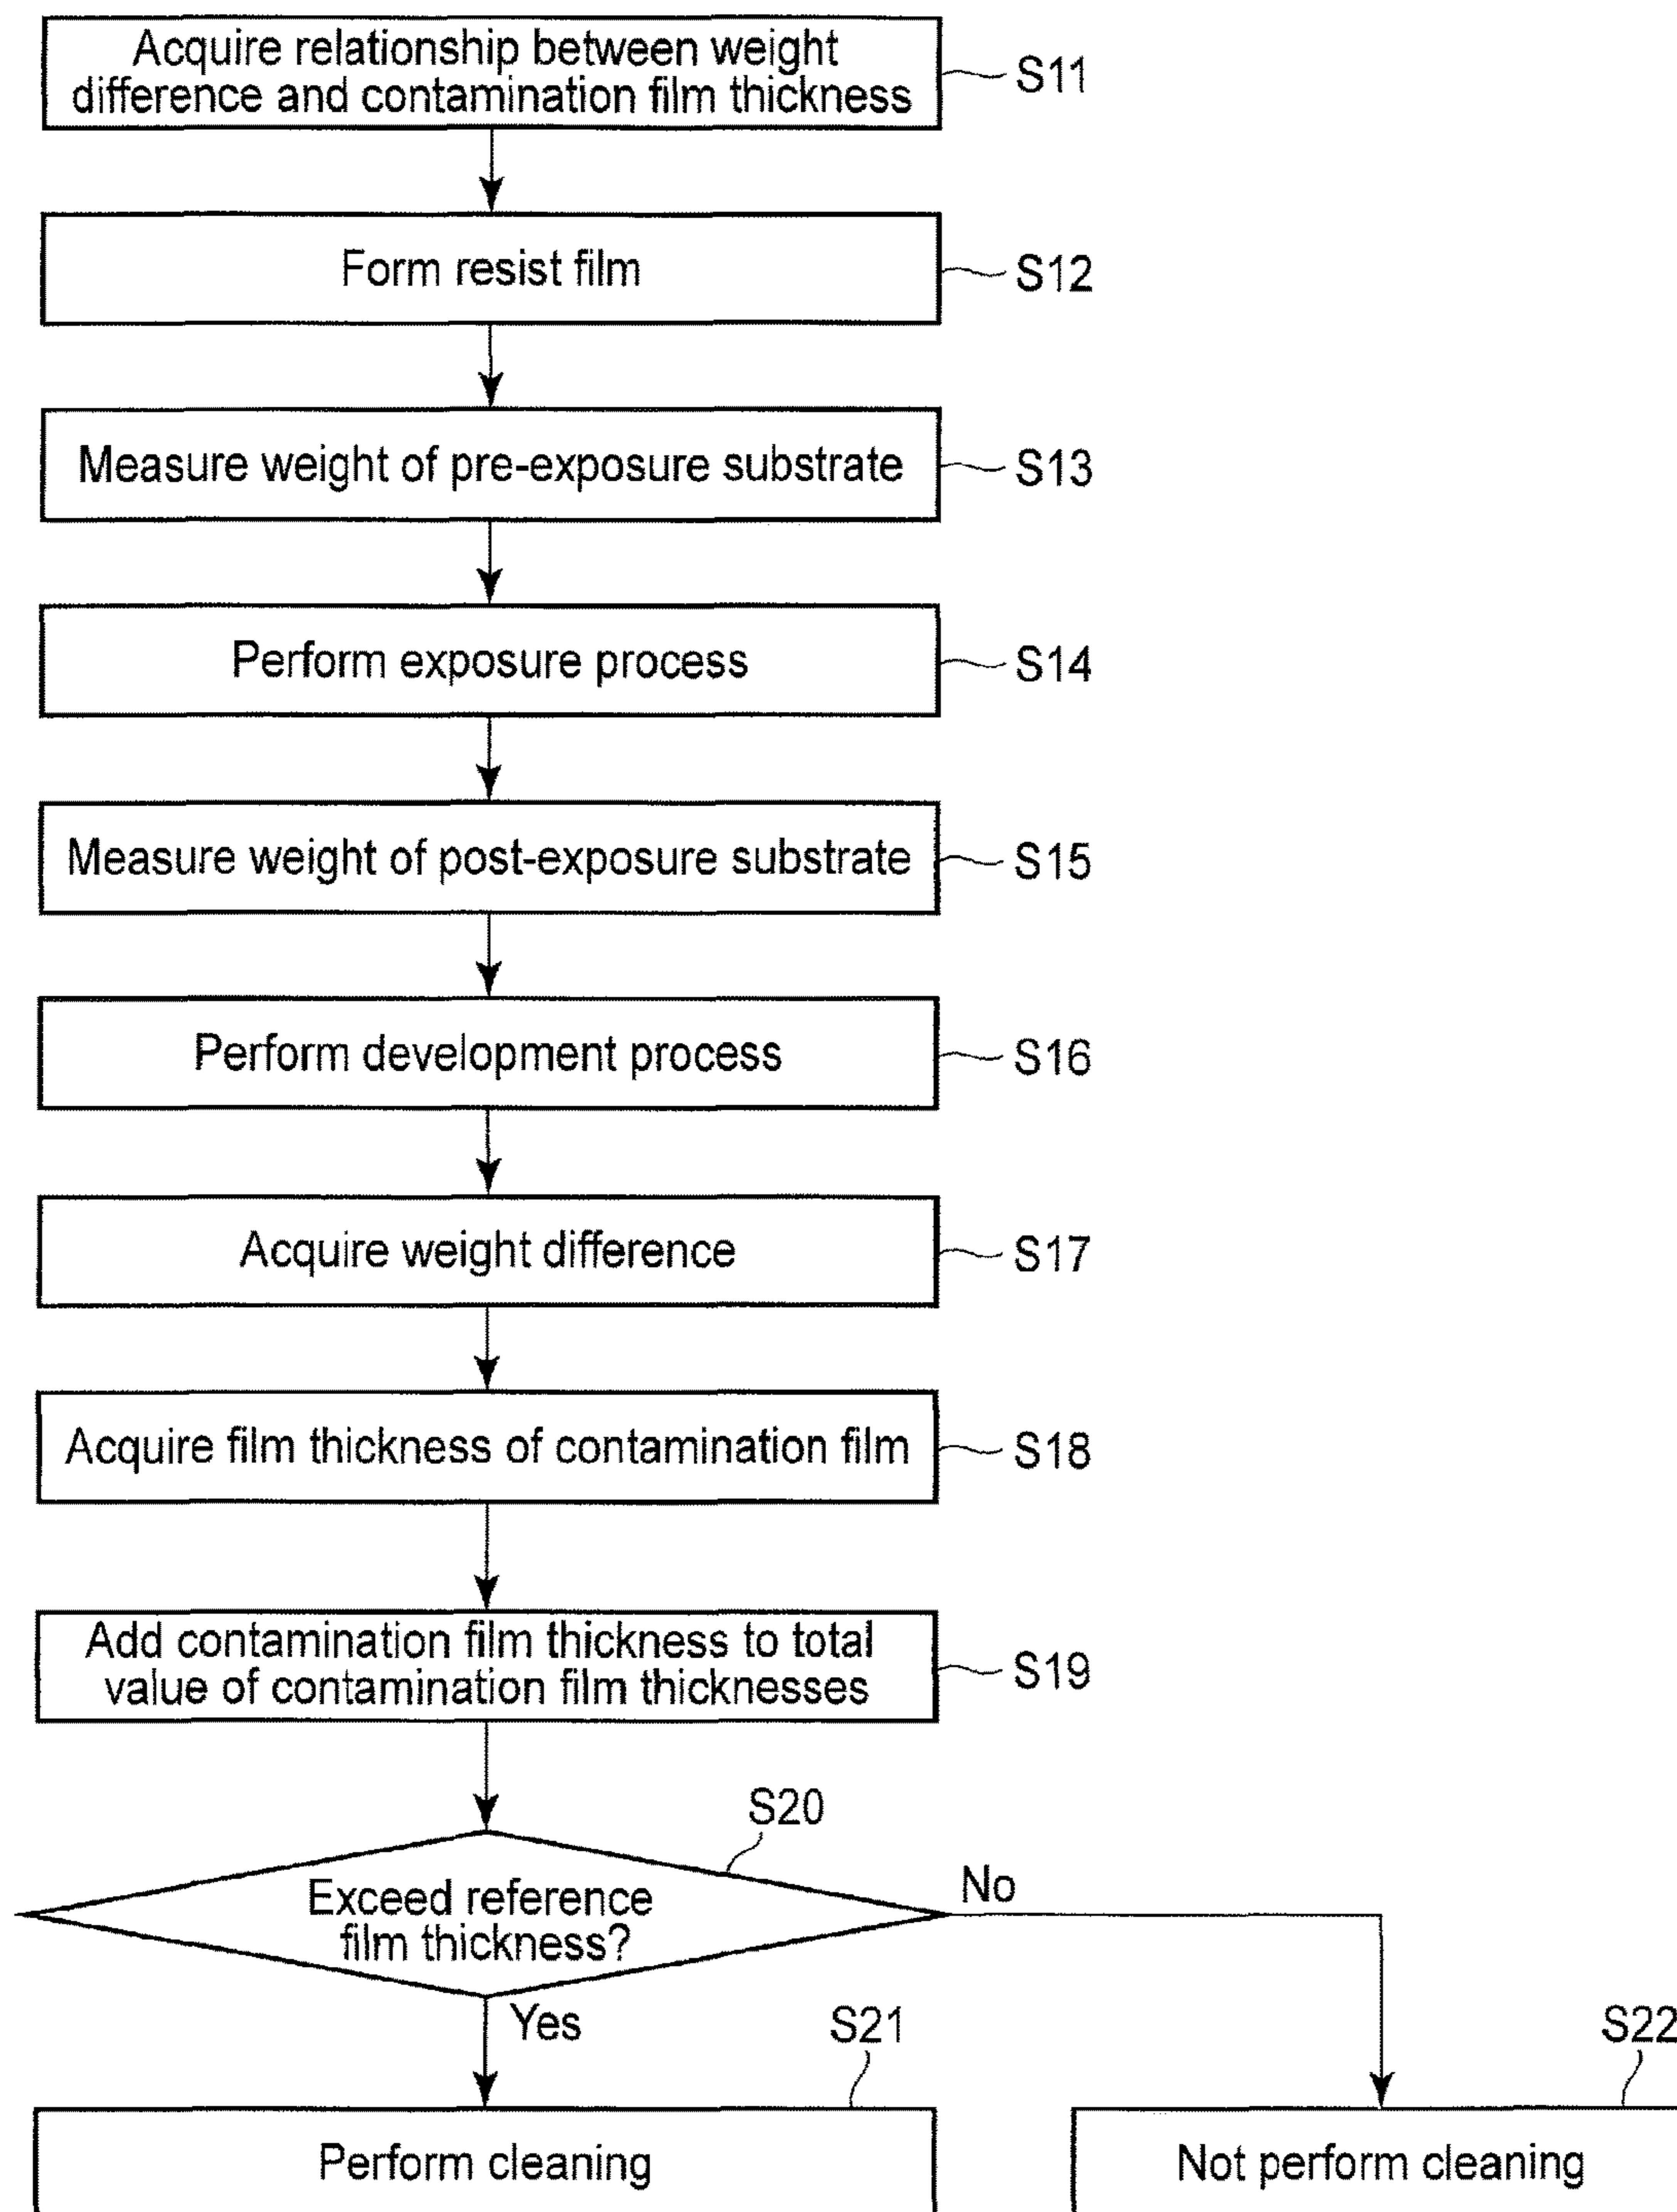 Acquire relationship between weight
difference and contamination film thickness
S11
Form resist film
S12
Measure weight of pre-exposure substrate
S13
Perform exposure process
S14
Measure weight of post-exposure substrate
S15
Perform development process
S16
Acquire weight difference
S17
Acquire film thickness of contamination film
S18
Add contamination film thickness to total
value of contamination film thicknesses
S19
S20
Exceed reference
film thickness?
No
Yes
S21
S22
Perform cleaning
Not perform cleaning